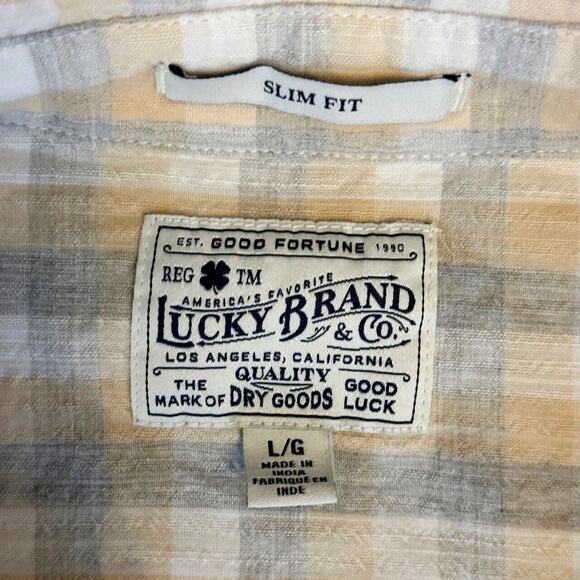 SLIM FIT
EST. GOOD FORTUNE 1990
REG TM
AMERICA'S FAVORITE
LUCKY BRAND
& CO.
LOS ANGELES, CALIFORNIA
QUALITY
THE MARK OF DRY GOODS GOOD LUCK
L/G
MADE IN
INDIA
FABRIQUÉ EN
INDE